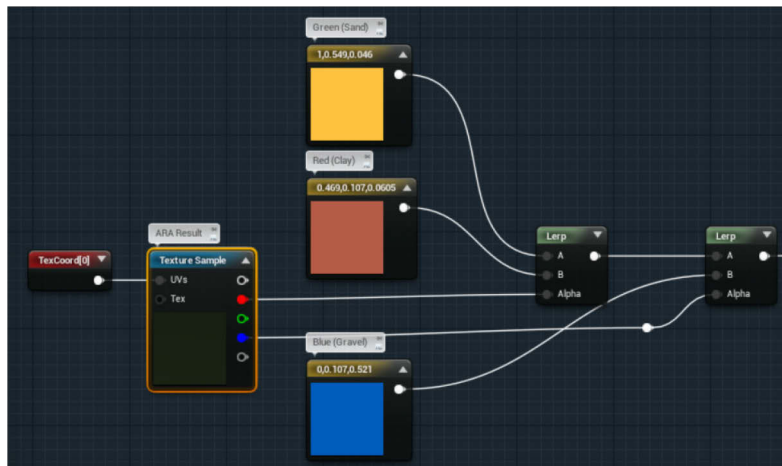 Green (Sand)
1,0.549,0.046
Red (Clay)
0.469,0.107,0.0605
ARA Result
TexCoord[0]
Texture Sample
UVs
Tex
Lerp
A
B
Alpha
Lerp
A
B
Alpha
Blue (Gravel)
0,0.107,0.521